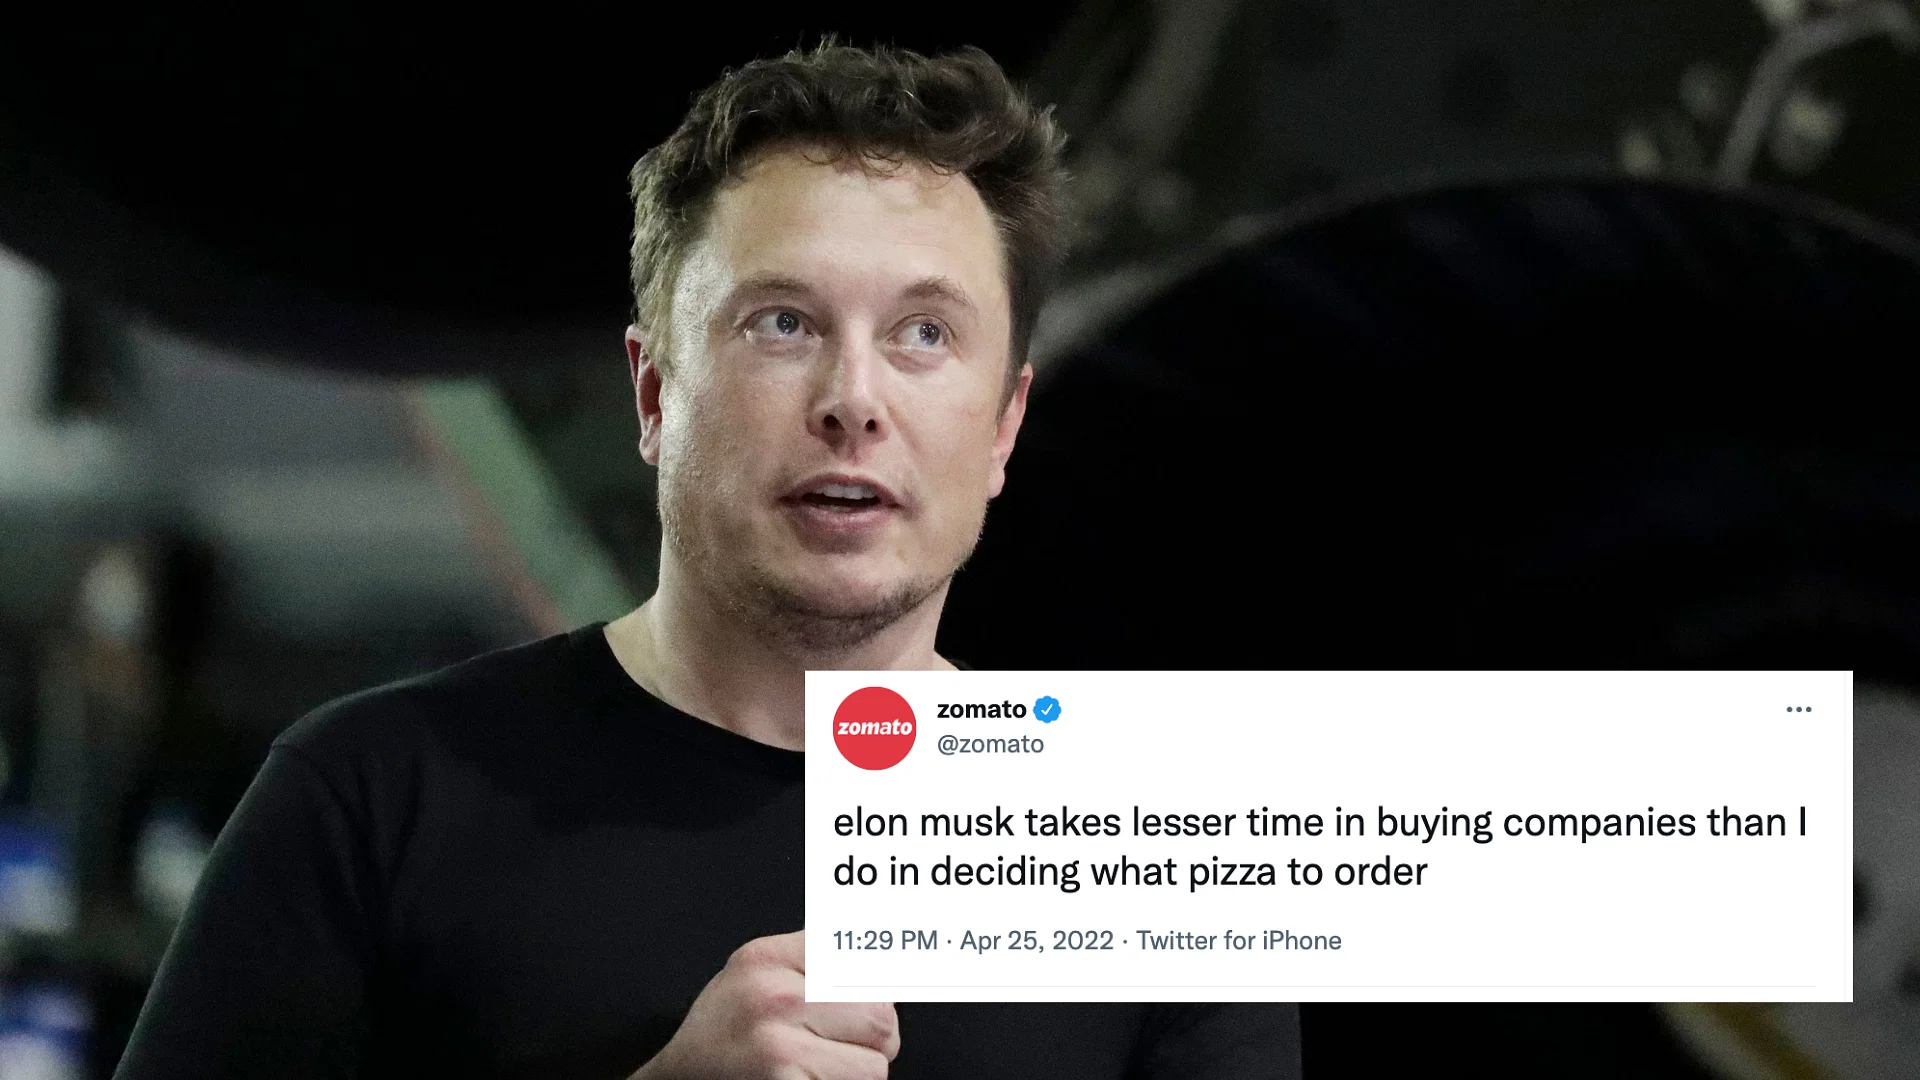 zomato
zomato
@zomato
elon musk takes lesser time in buying companies than I
do in deciding what pizza to order
11:29 PM · Apr 25, 2022 · Twitter for iPhone